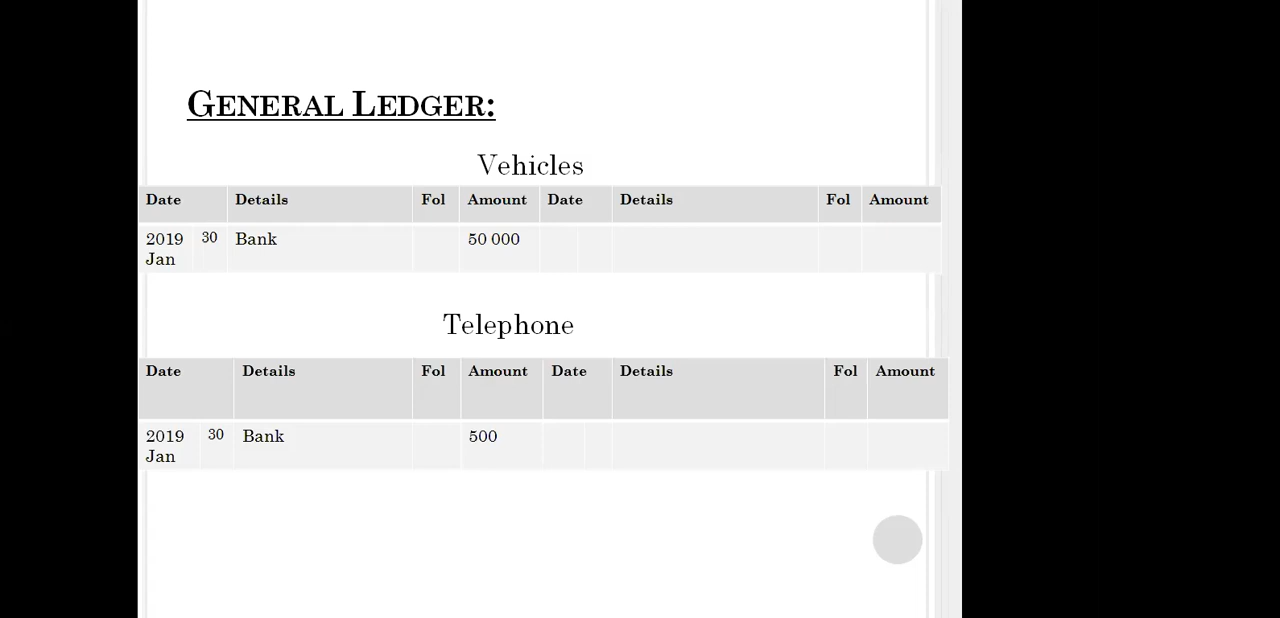 GENERAL LEDGER:
Vehicles
Date Details Fol Amount Date Details Fol Amount
2019 30 Bank 50 000
Jan
Telephone
Date Details Fol Amount Date Details Fol Amount
2019 30 Bank 500
Jan